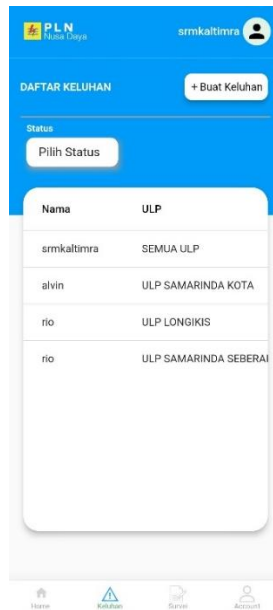 PLN
Nusa Daya
srmkaltimra
DAFTAR KELUHAN
+ Buat Keluhan
Status
Pilih Status
Nama ULP
srmkaltimra SEMUA ULP
alvin ULP SAMARINDA KOTA
rio ULP LONGIKIS
rio ULP SAMARINDA SEBERA
Home Keluhan Survei Account